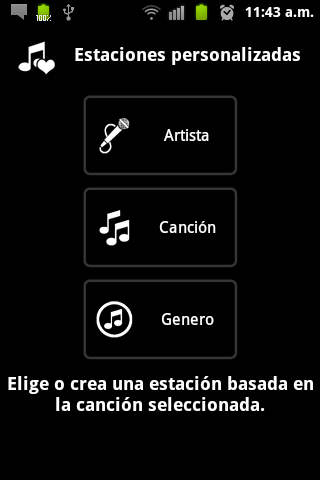 100%
11:43 a.m.
Estaciones personalizadas
Artista
Canción
Genero
Elige o crea una estación basada en
la canción seleccionada.